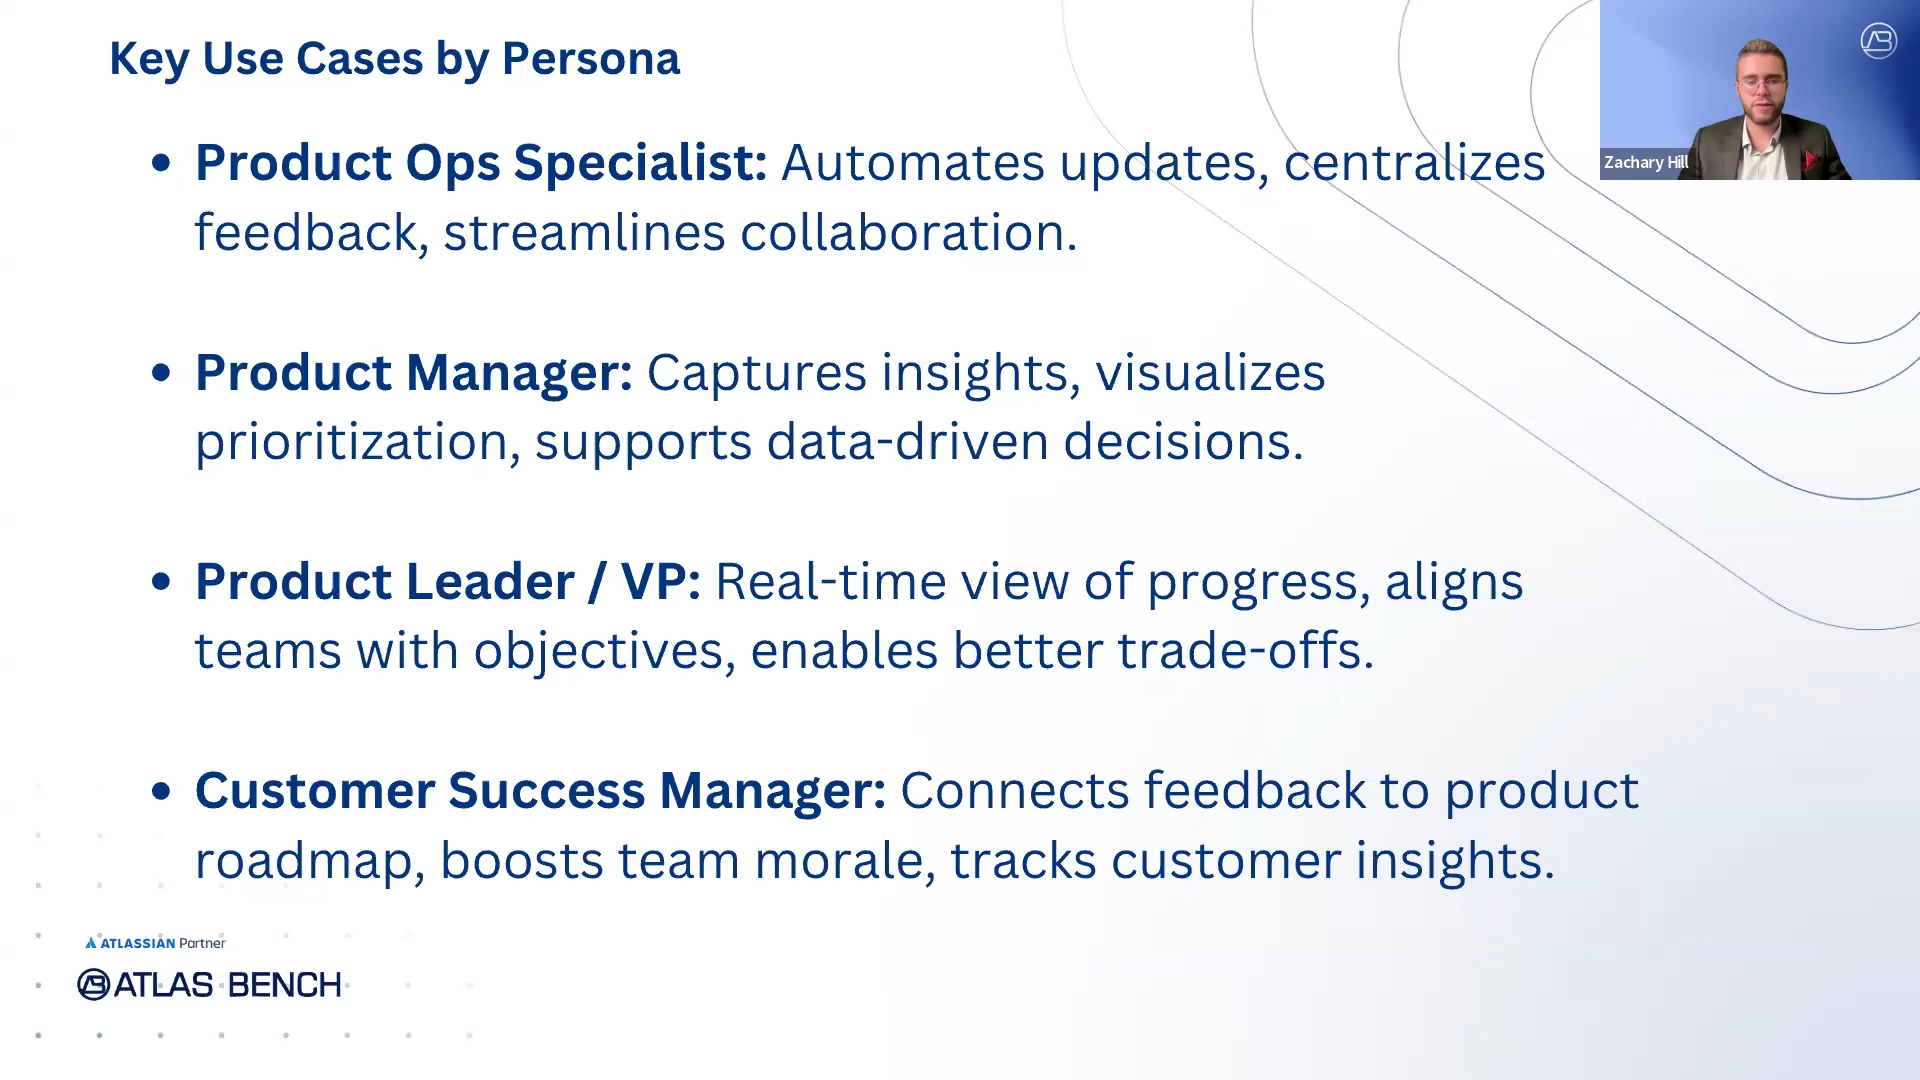 Key Use Cases by Persona
Zachary Hill
• Product Ops Specialist: Automates updates, centralizes
feedback, streamlines collaboration.
• Product Manager: Captures insights, visualizes
prioritization, supports data-driven decisions.
• Product Leader / VP: Real-time view of progress, aligns
teams with objectives, enables better trade-offs.
• Customer Success Manager: Connects feedback to product
roadmap, boosts team morale, tracks customer insights.
ATLASSIAN Partner
ATLAS BENCH